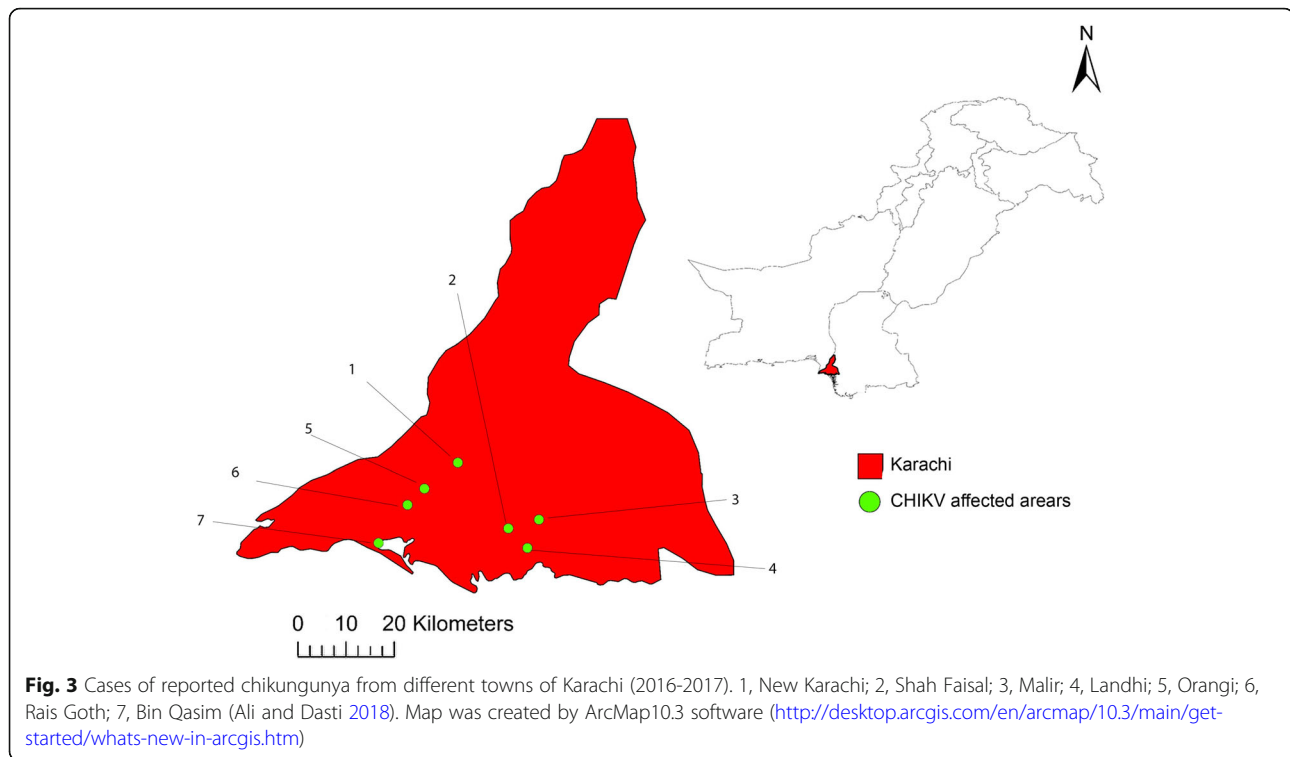 N
2
1
5
6
7
3
4
Karachi
CHIKV affected arears
0 10 20 Kilometers
Fig. 3 Cases of reported chikungunya from different towns of Karachi (2016-2017). 1, New Karachi; 2, Shah Faisal; 3, Malir; 4, Landhi; 5, Orangi; 6,
Rais Goth; 7, Bin Qasim (Ali and Dasti 2018). Map was created by ArcMap10.3 software (http://desktop.arcgis.com/en/arcmap/10.3/main/get-
started/whats-new-in-arcgis.htm)